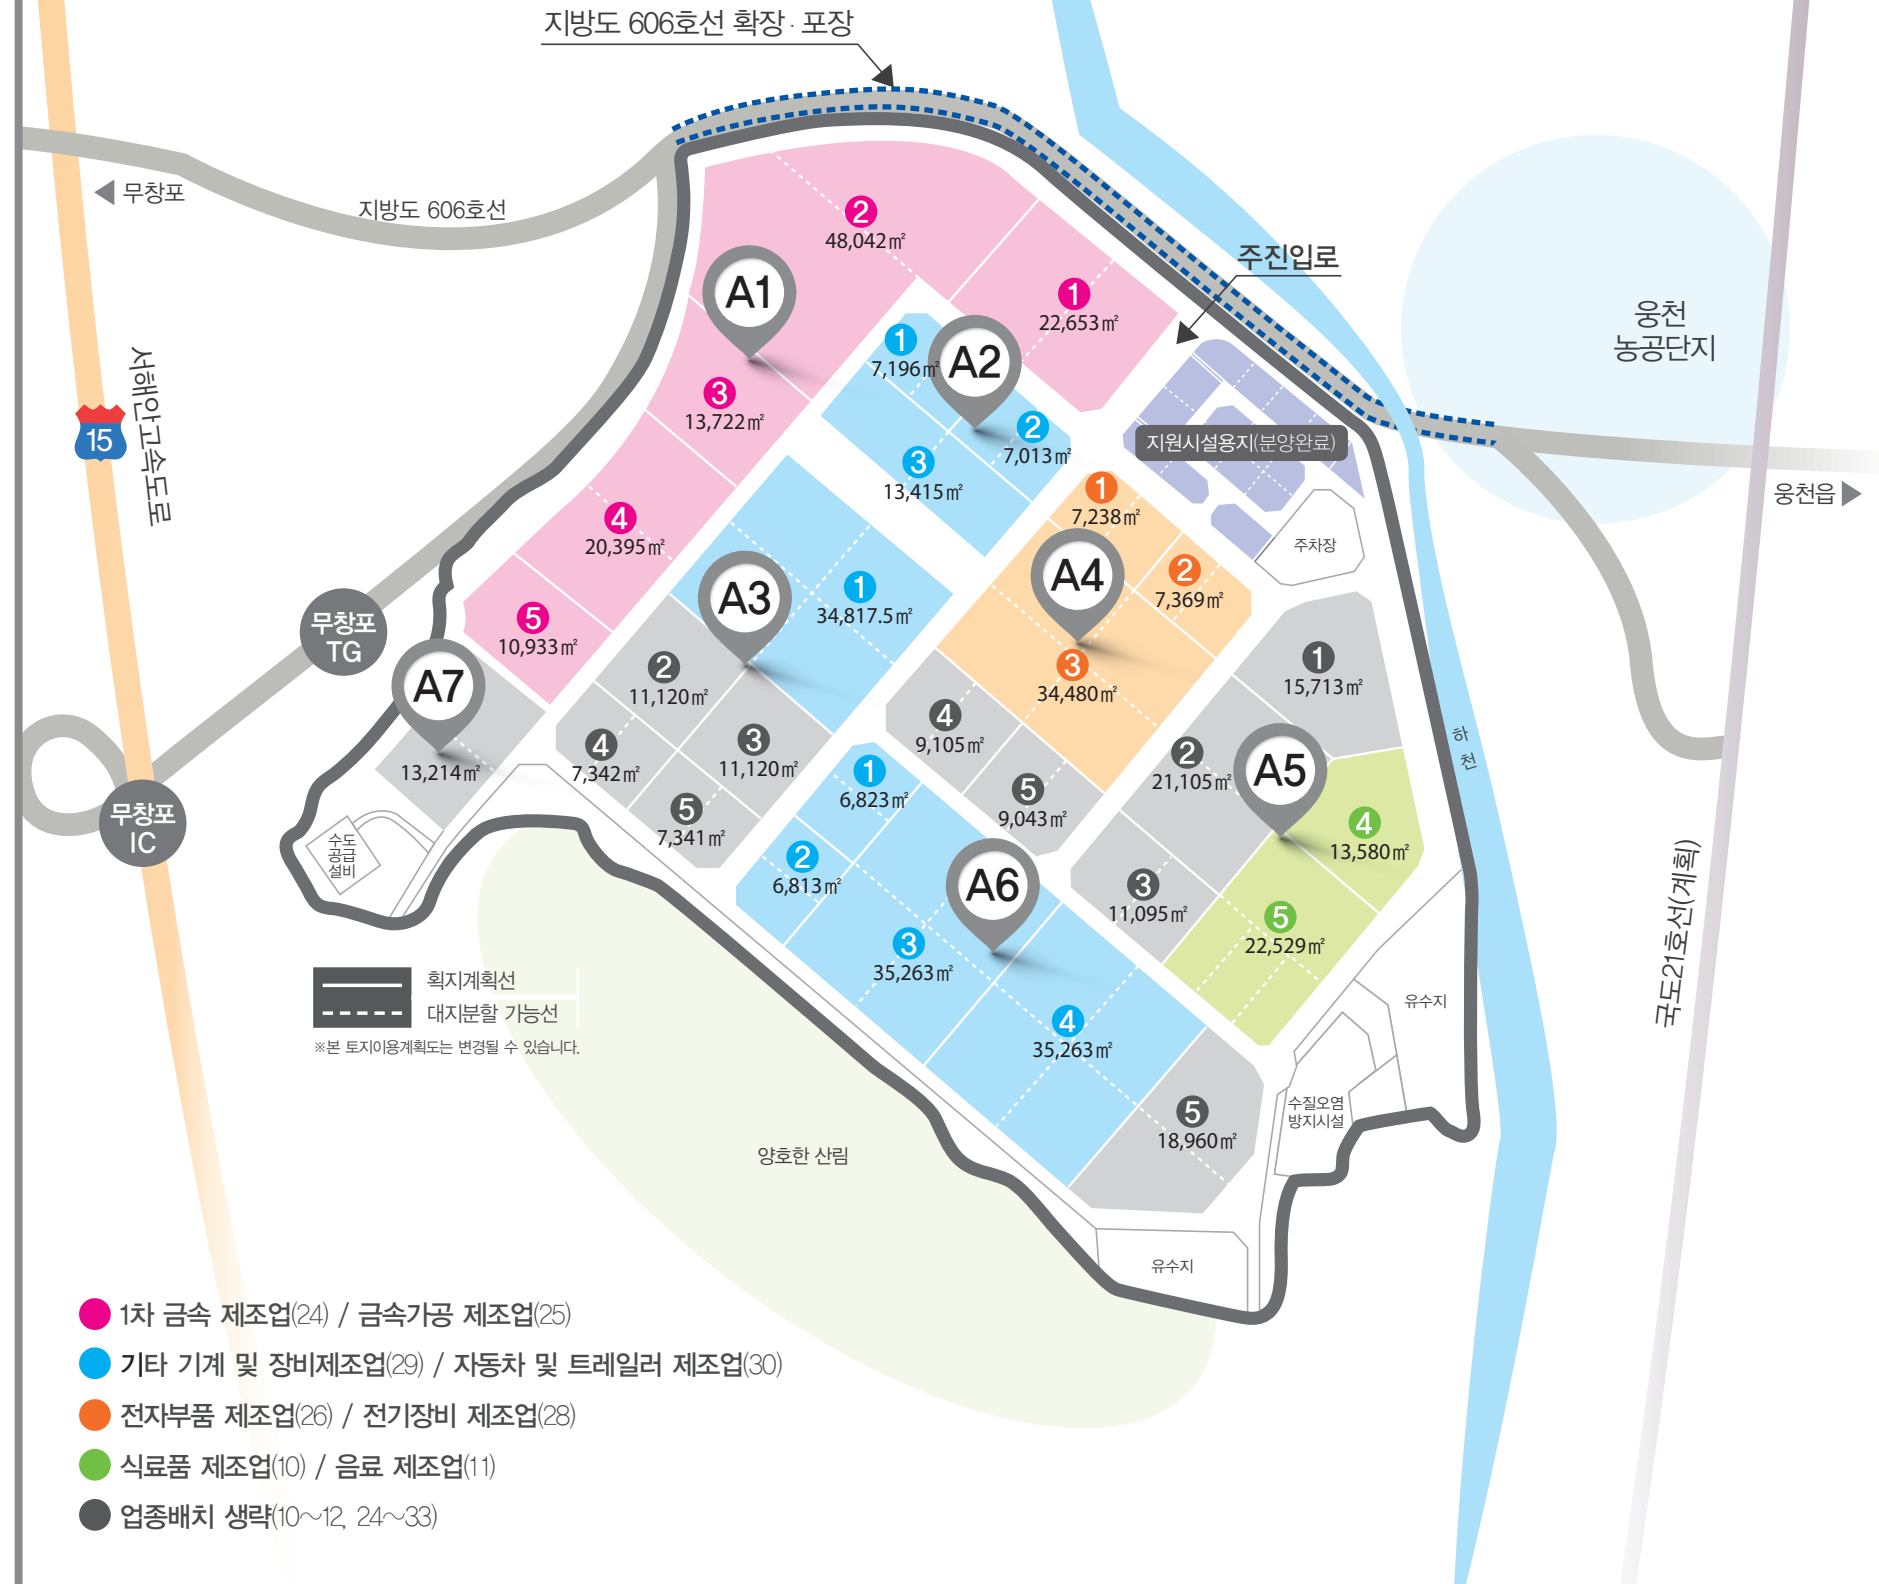 지방도 606호선 확장 · 포장
무창포
지방도 606호선
주진입로
웅천
농공단지
웅천읍
서해안고속도로
15
2
48,042㎡
A1
1
22,653㎡
3
13,722㎡
4
20,395㎡
5
10,933㎡
A2
1
7,196㎡
2
7,013㎡
3
13,415㎡
지원시설용지(분양완료)
주차장
A3
1
34,817.5㎡
2
11,120㎡
3
11,120㎡
4
7,342㎡
5
7,341㎡
A4
1
7,238㎡
2
7,369㎡
3
34,480㎡
4
9,105㎡
5
9,043㎡
A5
1
15,713㎡
2
21,105㎡
3
11,095㎡
4
13,580㎡
5
22,529㎡
A6
1
6,823㎡
2
6,813㎡
3
35,263㎡
4
35,263㎡
5
18,960㎡
A7
13,214㎡
무창포
TG
무창포
IC
수도
공급
설비
하천
국도21호선(계획)
유수지
수질오염
방지시설
유수지
양호한 산림
획지계획선
대지분할 가능선
※본 토지이용계획도는 변경될 수 있습니다.
1차 금속 제조업(24) / 금속가공 제조업(25)
기타 기계 및 장비제조업(29) / 자동차 및 트레일러 제조업(30)
전자부품 제조업(26) / 전기장비 제조업(28)
식료품 제조업(10) / 음료 제조업(11)
업종배치 생략(10～12, 24～33)